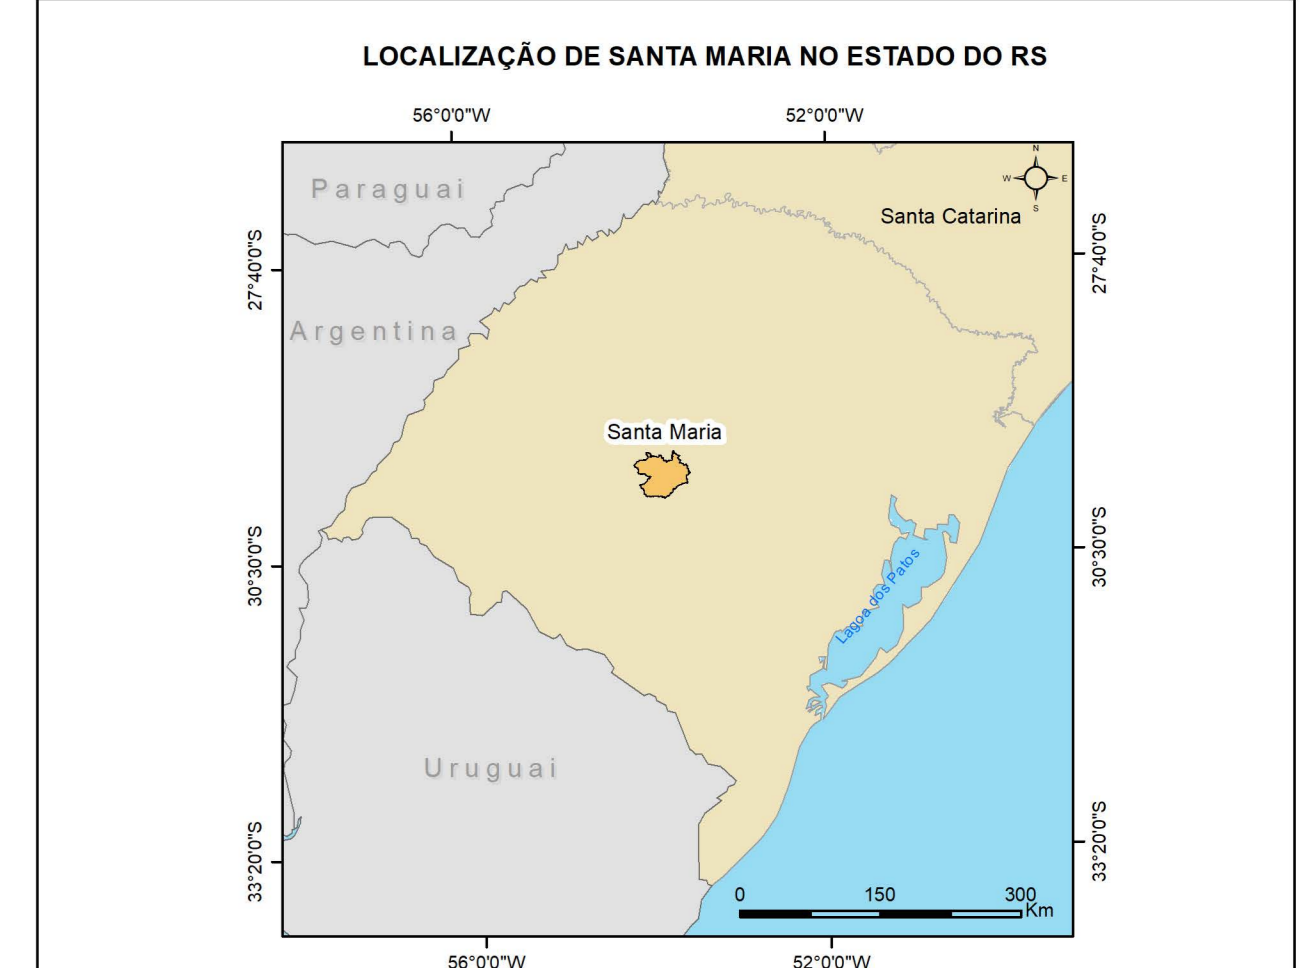 LOCALIZAÇÃO DE SANTA MARIA NO ESTADO DO RS
56°0'0"W
52°0'0"W
N
W
E
S
Paraguai
Santa Catarina
27°40'0"S
27°40'0"S
Argentina
Santa Maria
30°30'0"S
30°30'0"S
Lagoa dos Patos
Uruguai
33°20'0"S
33°20'0"S
0 150 300
Km
56°0'0"W
52°0'0"W